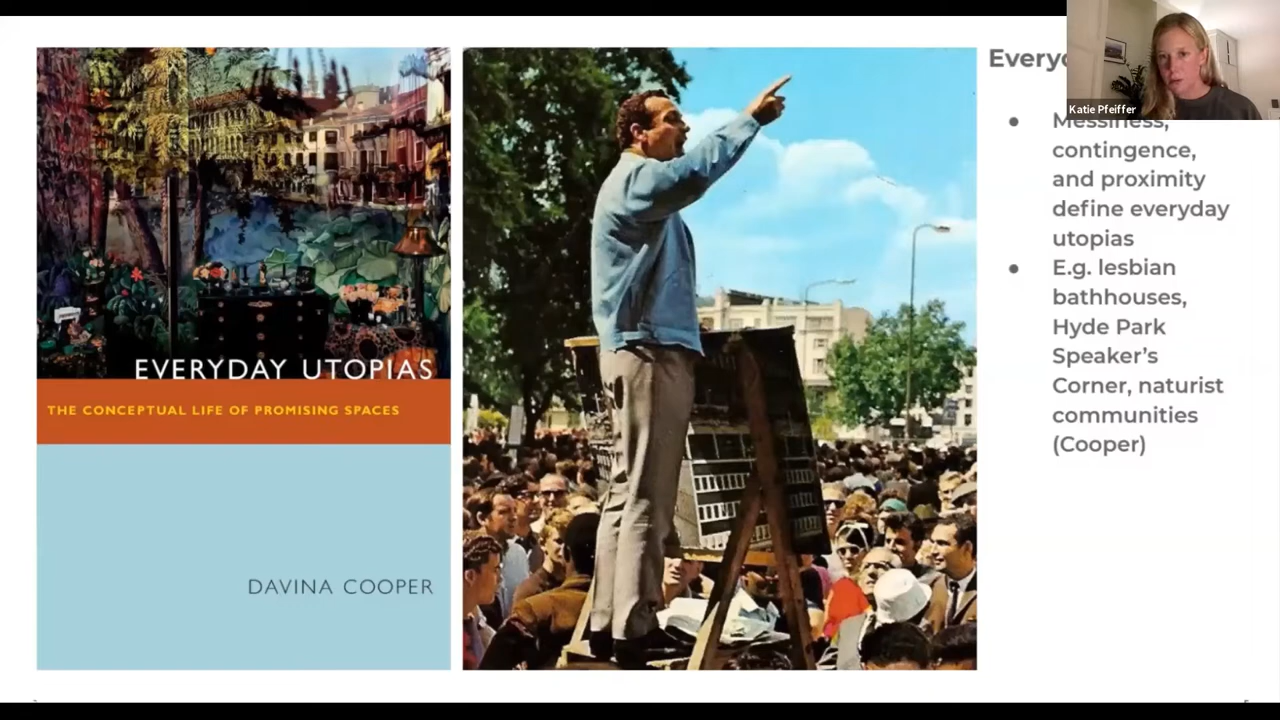 EVERYDAY UTOPIAS
THE CONCEPTUAL LIFE OF PROMISING SPACES
DAVINA COOPER
Katie Pfeiffer
● Messiness,
contingence,
and proximity
define everyday
utopias
● E.g. lesbian
bathhouses,
Hyde Park
Speaker’s
Corner, naturist
communities
(Cooper)